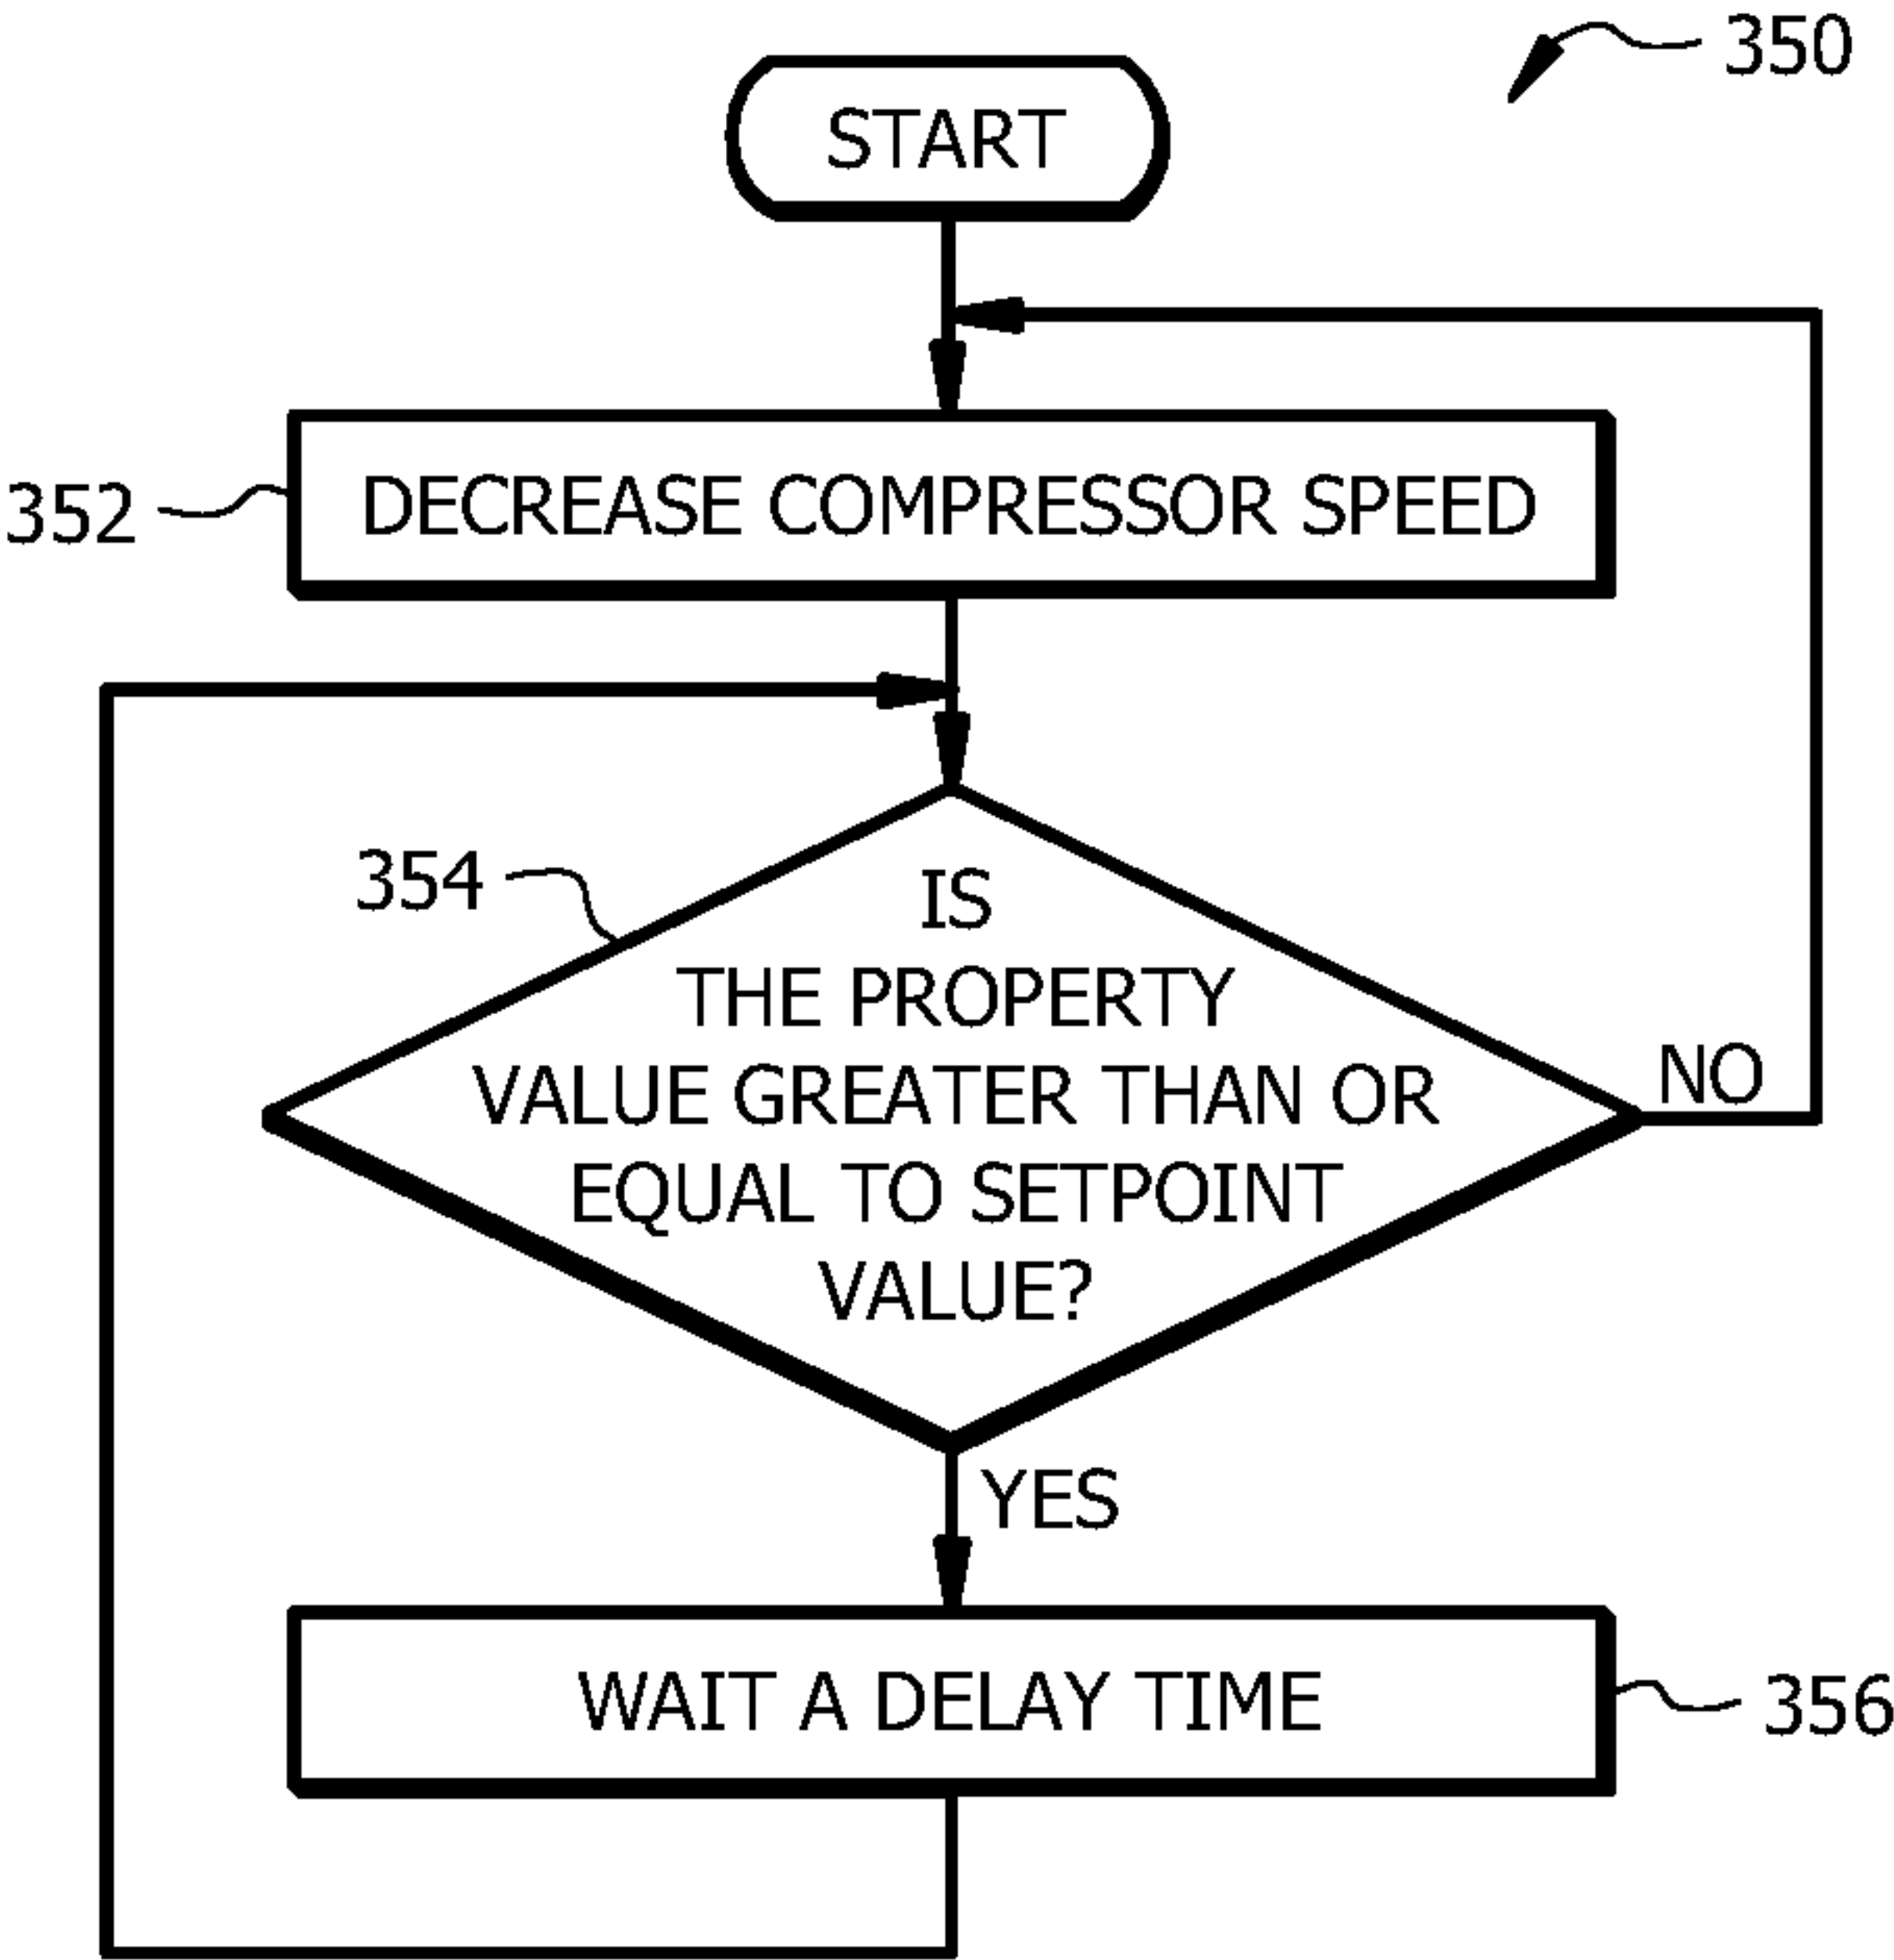 350
START
352
DECREASE COMPRESSOR SPEED
354
IS
THE PROPERTY
VALUE GREATER THAN OR
EQUAL TO SETPOINT
VALUE?
NO
YES
WAIT A DELAY TIME
356